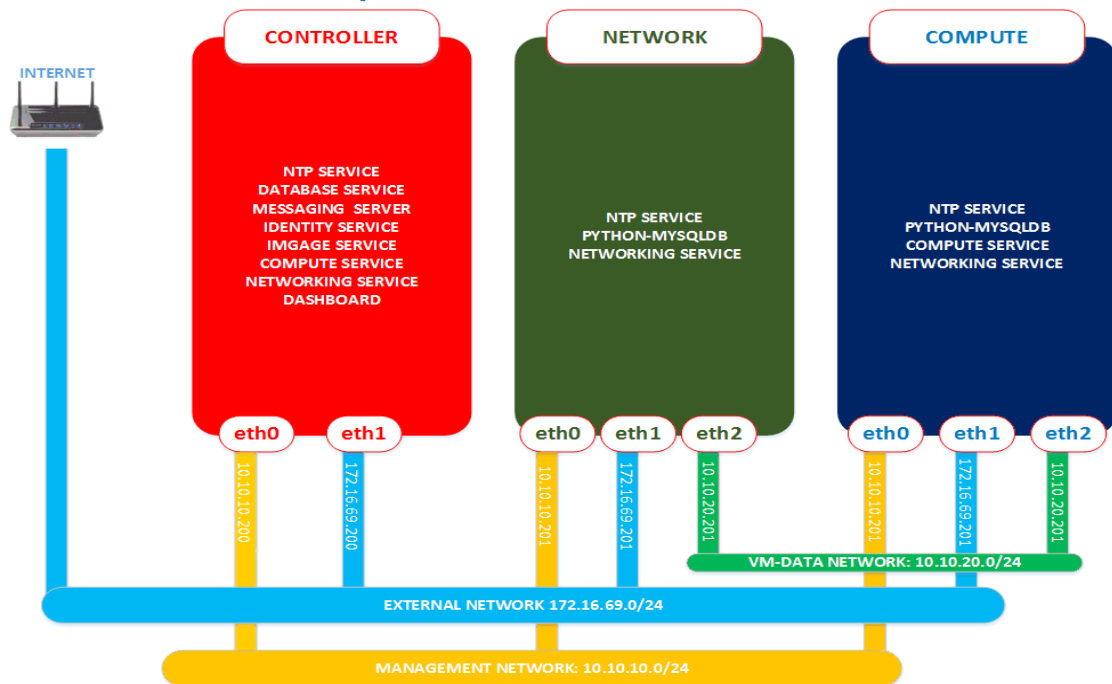 CONTROLLER
NETWORK
COMPUTE
INTERNET
NTP SERVICE
DATABASE SERVICE
MESSAGING SERVER
IDENTITY SERVICE
IMGAGE SERVICE
COMPUTE SERVICE
NETWORKING SERVICE
DASHBOARD
NTP SERVICE
PYTHON-MYSQLDB
NETWORKING SERVICE
NTP SERVICE
PYTHON-MYSQLDB
COMPUTE SERVICE
NETWORKING SERVICE
eth0
eth1
eth0
eth1
eth2
eth0
eth1
eth2
10.10.10.200
172.16.69.200
10.10.10.201
172.16.69.201
10.10.20.201
10.10.10.201
172.16.69.201
10.10.20.201
VM-DATA NETWORK: 10.10.20.0/24
EXTERNAL NETWORK 172.16.69.0/24
MANAGEMENT NETWORK: 10.10.10.0/24